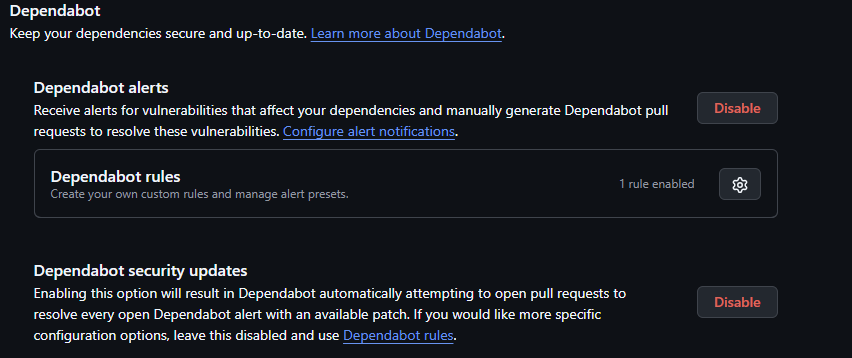 Dependabot
Keep your dependencies secure and up-to-date. Learn more about Dependabot.
Dependabot alerts
Receive alerts for vulnerabilities that affect your dependencies and manually generate Dependabot pull
requests to resolve these vulnerabilities. Configure alert notifications.
Disable
Dependabot rules
Create your own custom rules and manage alert presets.
1 rule enabled
Dependabot security updates
Enabling this option will result in Dependabot automatically attempting to open pull requests to
resolve every open Dependabot alert with an available patch. If you would like more specific
configuration options, leave this disabled and use Dependabot rules.
Disable